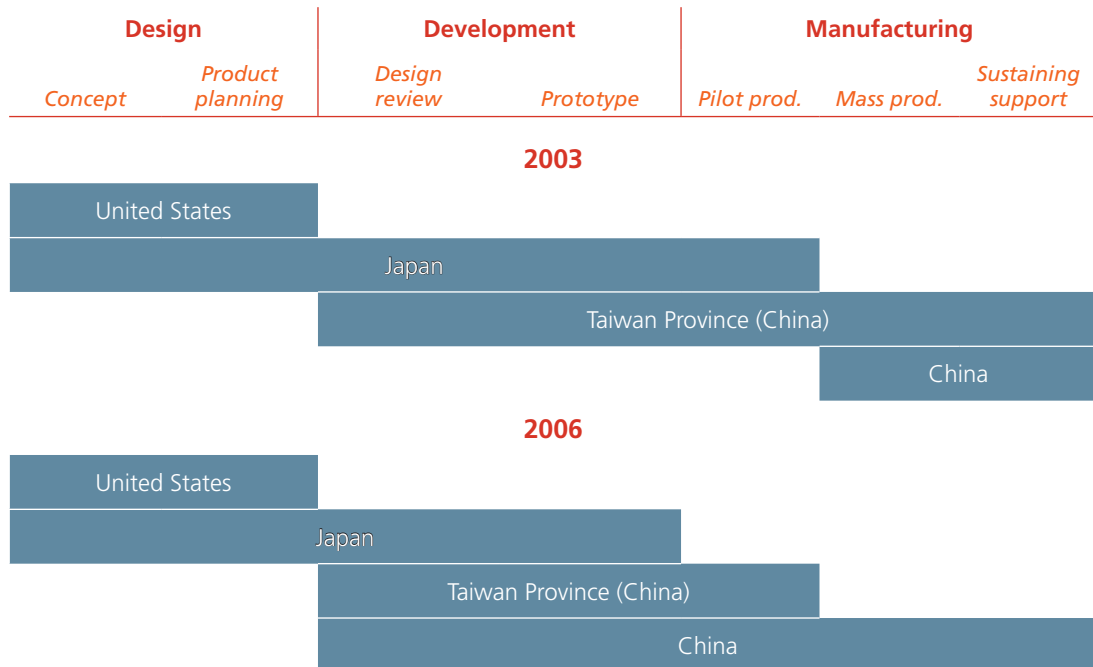 Design Development Manufacturing
Concept Product planning Design review Prototype Pilot prod. Mass prod. Sustaining support
2003
United States
Japan
Taiwan Province (China)
China
2006
United States
Japan
Taiwan Province (China)
China